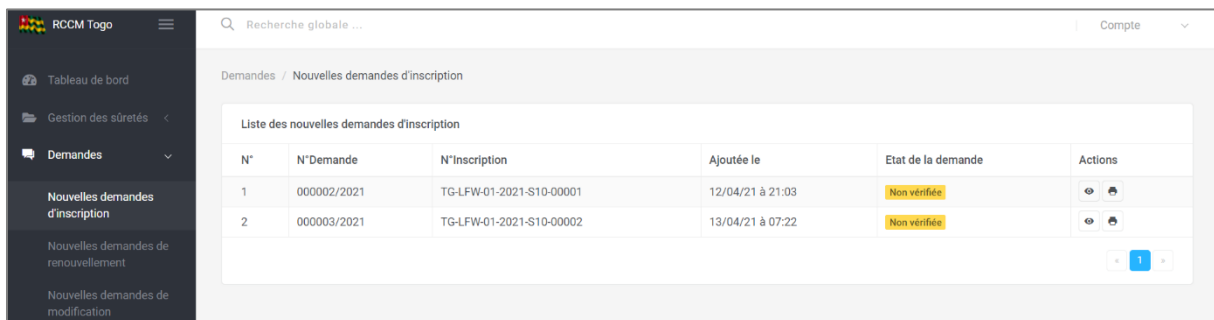 RCCM Togo
Recherche globale ...
Compte
Tableau de bord
Gestion des sûretés
Demandes
Nouvelles demandes
d'inscription
Nouvelles demandes de
renouvellement
Nouvelles demandes de
modification
Demandes / Nouvelles demandes d'inscription
Liste des nouvelles demandes d'inscription
N° N°Demande N°Inscription Ajoutée le Etat de la demande Actions
1 000002/2021 TG-LFW-01-2021-S10-00001 12/04/21 à 21:03 Non vérifiée
2 000003/2021 TG-LFW-01-2021-S10-00002 13/04/21 à 07:22 Non vérifiée
« 1 »